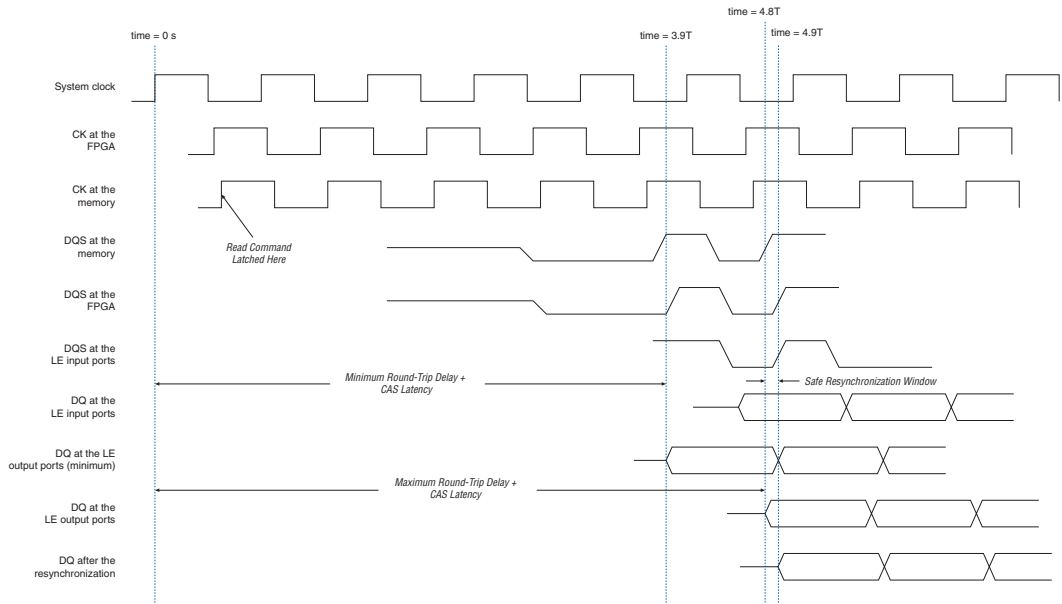 time = 4.8T
time = 0 s
time = 3.9T
time = 4.9T
System clock
CK at the
FPGA
CK at the
memory
Read Command
Latched Here
DQS at the
memory
DQS at the
FPGA
DQS at the
LE input ports
Minimum Round-Trip Delay +
CAS Latency
Safe Resynchronization Window
DQ at the
LE input ports
DQ at the LE
output ports (minimum)
Maximum Round-Trip Delay +
CAS Latency
DQ at the
LE output ports
DQ after the
resynchronization